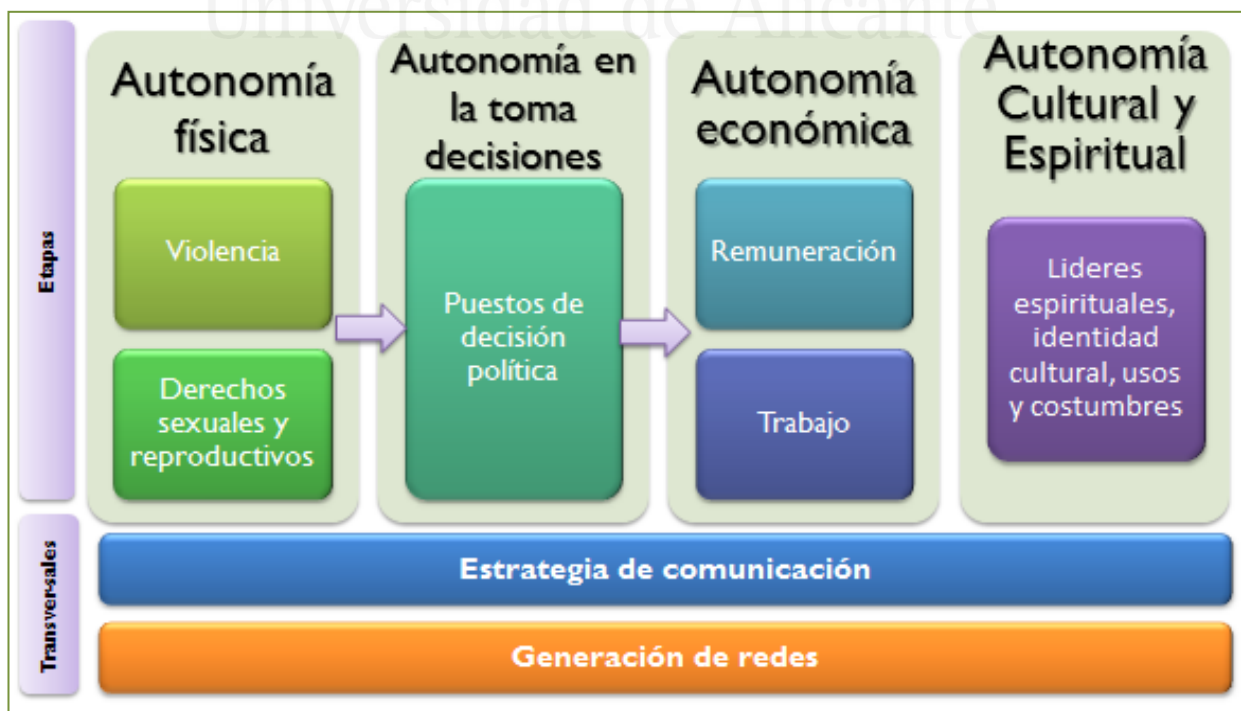 Universidad de Alicante
Etapas
Autonomía
física
Violencia
Derechos
sexuales y
reproductivos
Autonomía en
la toma
decisiones
Puestos de
decisión
política
Autonomía
económica
Remuneración
Trabajo
Autonomía
Cultural y
Espiritual
Lideres
espirituales,
identidad
cultural, usos
y costumbres
Transversales
Estrategia de comunicación
Generación de redes